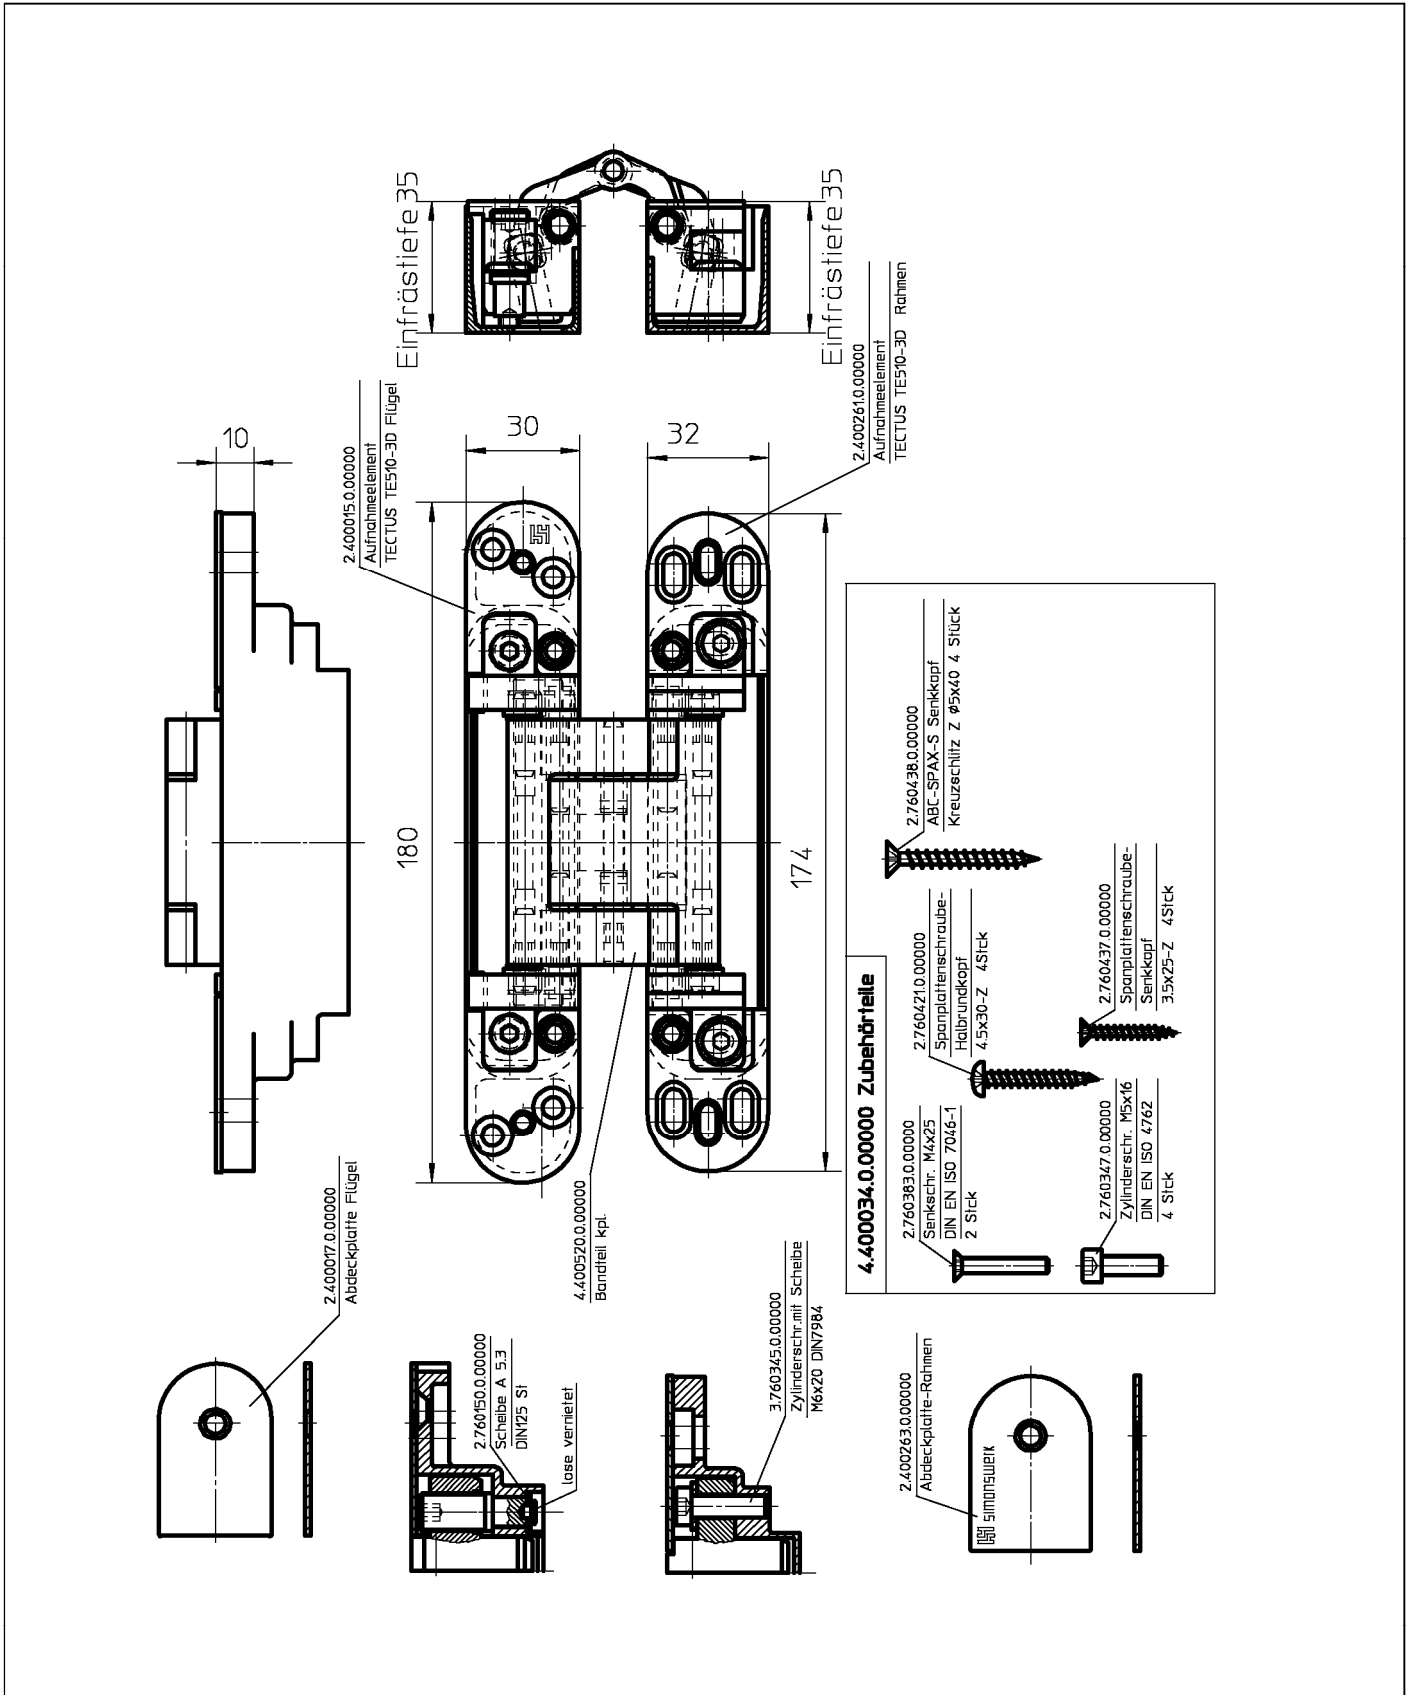 Einfrästiefe 35
Einfrästiefe 35
10
2.400015.0.00000
Aufnahmeelement
TECTUS TE510-3D Flügel
30
32
2.400261.0.00000
Aufnahmeelement
TECTUS TE510-3D Rahmen
180
174
2.400017.0.00000
Abdeckplatte Flügel
4.400520.0.00000
Bandteil kpl.
2.760150.0.00000
Scheibe A 5.3
DIN125 St
lose vernietet
3.760345.0.00000
Zylinderschr.mit Scheibe
M6x20 DIN7984
2.400263.0.00000
Abdeckplatte-Rahmen
SIMONSWERK
4.400034.0.00000 Zubehörteile
2.760383.0.00000
Senkschr. M4x25
DIN EN ISO 7046-1
2 Stck
2.760421.0.00000
Spanplattenschraube-
Halbrundkopf
4.5x30-Z 4Stck
2.760438.0.00000
ABC-SPAX-S Senkkopf
Kreuzschlitz Z ø5x40 4 Stück
2.760347.0.00000
Zylinderschr. M5x16
DIN EN ISO 4762
4 Stck
2.760437.0.00000
Spanplattenschraube-
Senkkopf
3.5x25-Z 4Stck